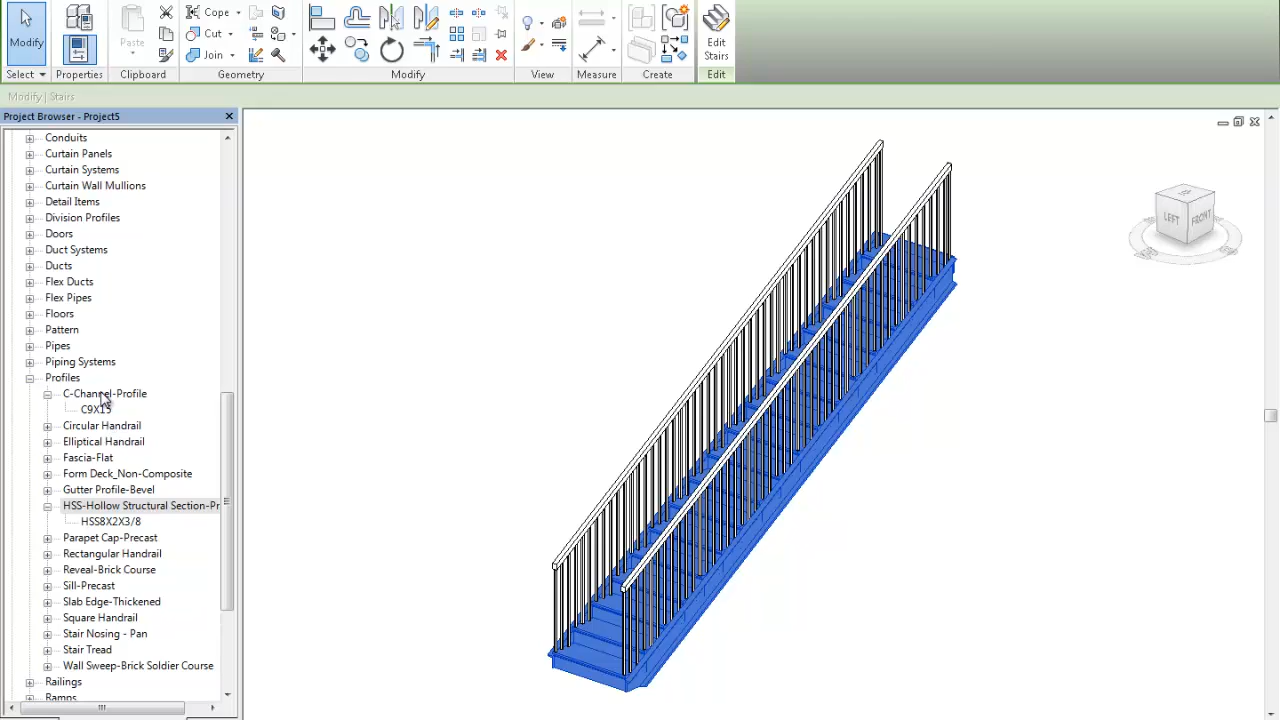 Modify
Paste
Cope
Cut
Join
Edit
Stairs
Select
Properties
Clipboard
Geometry
Modify
View
Measure
Create
Edit
Modify | Stairs
Project Browser - Project5
Conduits
Curtain Panels
Curtain Systems
Curtain Wall Mullions
Detail Items
Division Profiles
Doors
Duct Systems
Ducts
Flex Ducts
Flex Pipes
Floors
Pattern
Pipes
Piping Systems
Profiles
C-Channel-Profile
C9X15
Circular Handrail
Elliptical Handrail
Fascia-Flat
Form Deck_Non-Composite
Gutter Profile-Bevel
HSS-Hollow Structural Section-Pr
HSS8X2X3/8
Parapet Cap-Precast
Rectangular Handrail
Reveal-Brick Course
Sill-Precast
Slab Edge-Thickened
Square Handrail
Stair Nosing - Pan
Stair Tread
Wall Sweep-Brick Soldier Course
Railings
Ramps
LEFT
FRONT